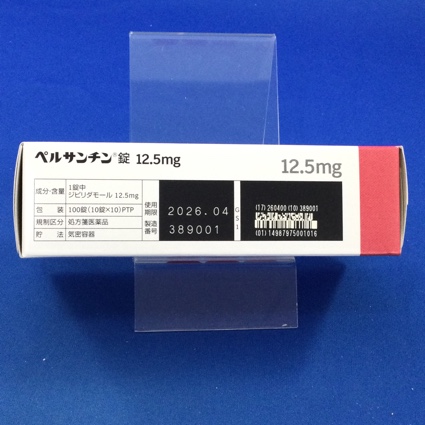 ペルサンチン®錠 12.5mg
12.5mg
成分・含量 1錠中 ジピリダモール 12.5mg
包装 100錠(10錠×10)PTP
規制区分 処方箋医薬品
貯法 気密容器
使用期限 2026.04
製造番号 389001
GS1
(17) 260400 (10) 389001
(01) 14987975001016